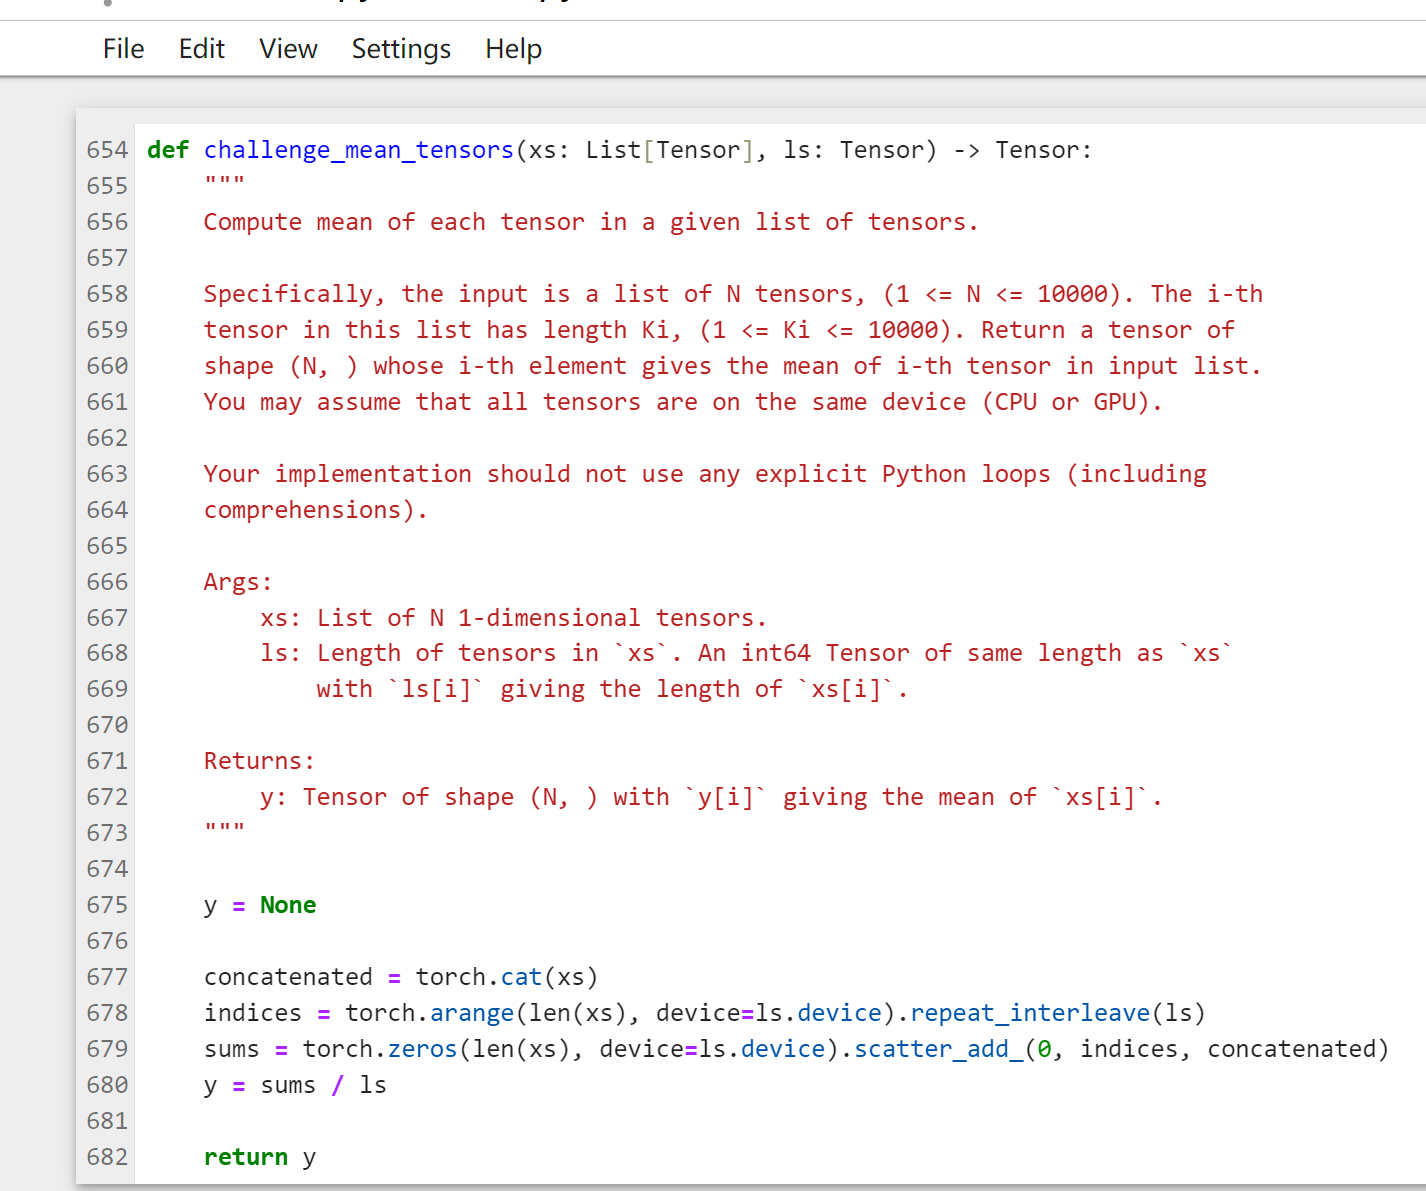 File Edit View Settings Help
654 def challenge_mean_tensors(xs: List[Tensor], ls: Tensor) -> Tensor:
655     """
656     Compute mean of each tensor in a given list of tensors.
657
658     Specifically, the input is a list of N tensors, (1 <= N <= 10000). The i-th
659     tensor in this list has length Ki, (1 <= Ki <= 10000). Return a tensor of
660     shape (N, ) whose i-th element gives the mean of i-th tensor in input list.
661     You may assume that all tensors are on the same device (CPU or GPU).
662
663     Your implementation should not use any explicit Python loops (including
664     comprehensions).
665
666     Args:
667         xs: List of N 1-dimensional tensors.
668         ls: Length of tensors in `xs`. An int64 Tensor of same length as `xs`
669             with `ls[i]` giving the length of `xs[i]`.
670
671     Returns:
672         y: Tensor of shape (N, ) with `y[i]` giving the mean of `xs[i]`.
673     """
674
675     y = None
676
677     concatenated = torch.cat(xs)
678     indices = torch.arange(len(xs), device=ls.device).repeat_interleave(ls)
679     sums = torch.zeros(len(xs), device=ls.device).scatter_add_(0, indices, concatenated)
680     y = sums / ls
681
682     return y